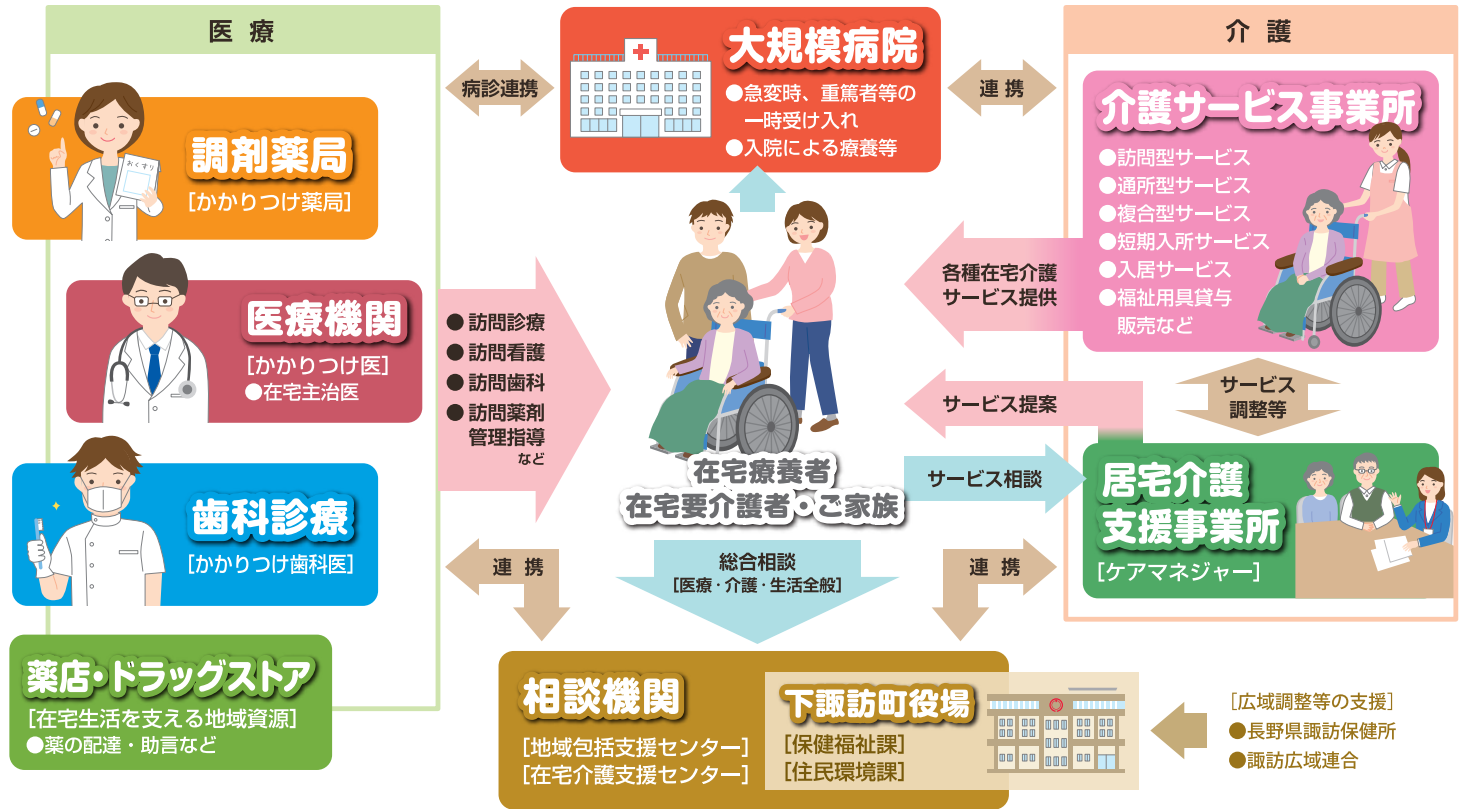 医療
調剤薬局
[かかりつけ薬局]
おくすり
医療機関
[かかりつけ医]
●在宅主治医
歯科診療
[かかりつけ歯科医]
薬店・ドラッグストア
[在宅生活を支える地域資源]
●薬の配達・助言など
病診連携
大規模病院
●急変時、重篤者等の
一時受け入れ
●入院による療養等
連携
介護
介護サービス事業所
●訪問型サービス
●通所型サービス
●複合型サービス
●短期入所サービス
●入居サービス
●福祉用具貸与
販売など
●訪問診療
●訪問看護
●訪問歯科
●訪問薬剤
管理指導
など
各種在宅介護
サービス提供
サービス提案
サービス相談
サービス
調整等
居宅介護
支援事業所
[ケアマネジャー]
在宅療養者
在宅要介護者・ご家族
連携
総合相談
[医療・介護・生活全般]
連携
相談機関
[地域包括支援センター]
[在宅介護支援センター]
下諏訪町役場
[保健福祉課]
[住民環境課]
[広域調整等の支援]
●長野県諏訪保健所
●諏訪広域連合